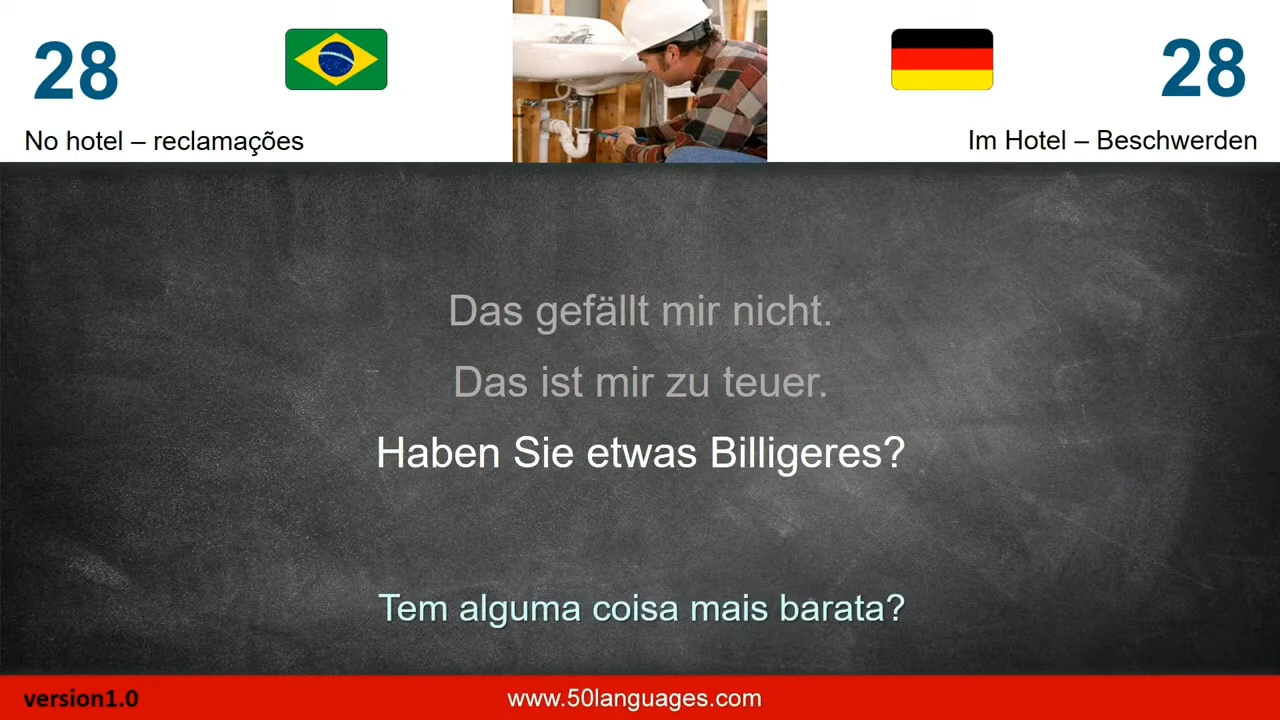 28
28
No hotel – reclamações
Im Hotel – Beschwerden
Das gefällt mir nicht.
Das ist mir zu teuer.
Haben Sie etwas Billigeres?
Tem alguma coisa mais barata?
version1.0
www.50languages.com